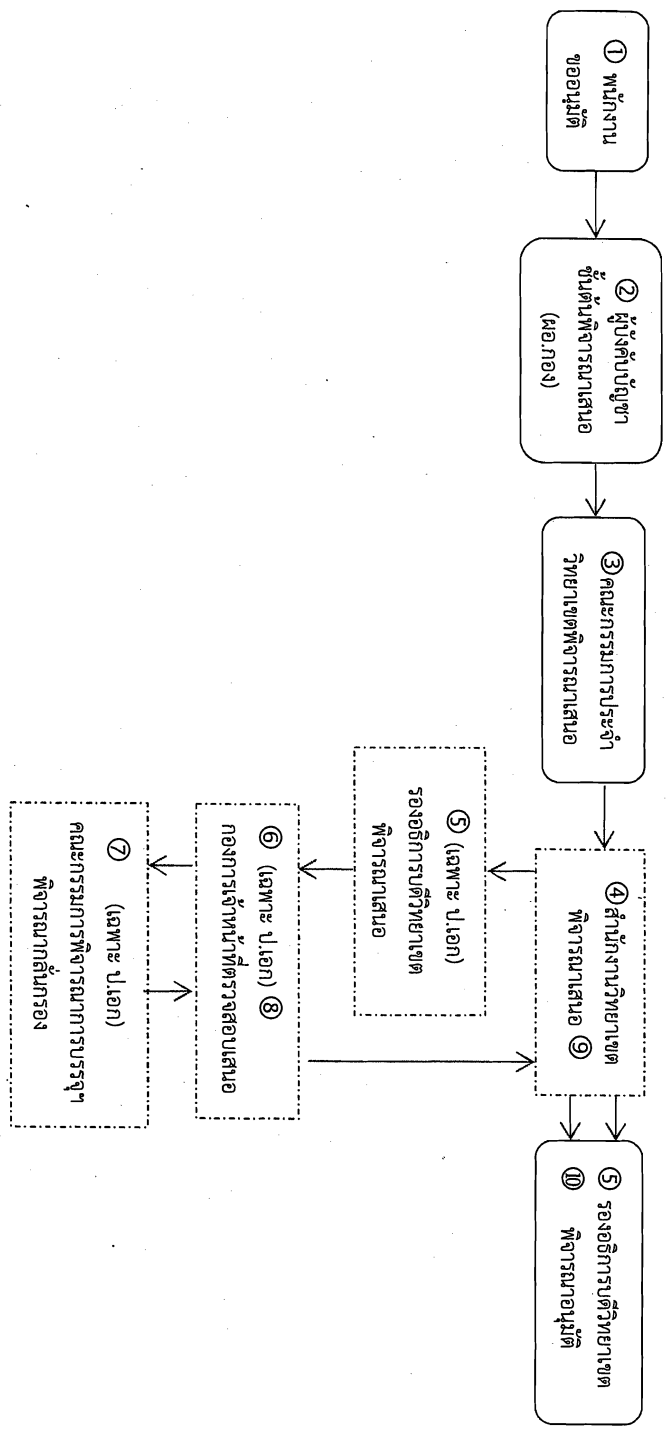 ① พนักงาน
ขออนุมัติ
② ผู้บังคับบัญชา
ชั้นต้นพิจารณาเสนอ
(ผอ.กอง)
③ คณะกรรมการประจำ
วิทยาเขตพิจารณาเสนอ
④ สำนักงานวิทยาเขต
พิจารณาเสนอ ⑨
⑤ รองอธิการบดีวิทยาเขต
⑩ พิจารณาอนุมัติ
⑤ (เฉพาะ ป.เอก)
รองอธิการบดีวิทยาเขต
พิจารณาเสนอ
⑥ (เฉพาะ ป.เอก) ⑧
กองการเจ้าหน้าที่ตรวจสอบเสนอ
⑦ (เฉพาะ ป.เอก)
คณะกรรมการพิจารณาการบรรจุฯ
พิจารณากลั่นกรอง